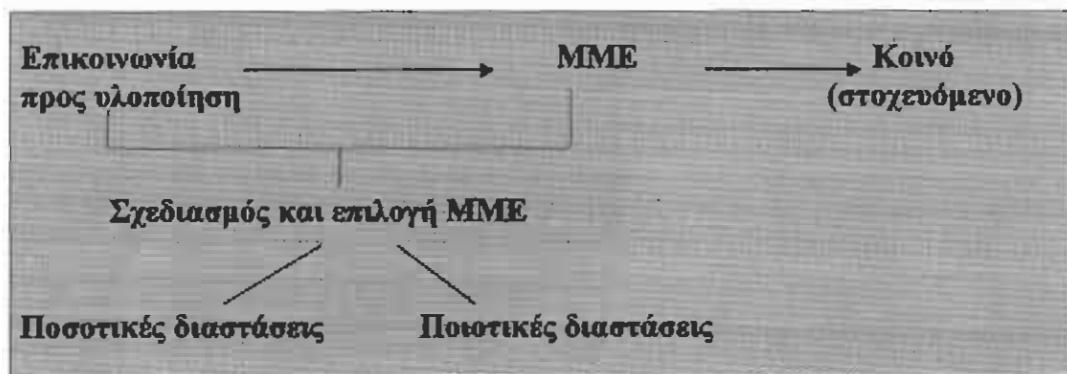 Επικοινωνία
προς υλοποίηση
ΜΜΕ
Κοινό
(στοχευόμενο)
Σχεδιασμός και επιλογή ΜΜΕ
Ποσοτικές διαστάσεις
Ποιοτικές διαστάσεις